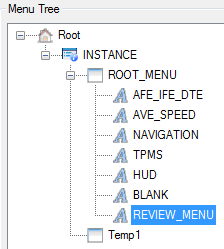 Menu Tree
Root
INSTANCE
ROOT_MENU
AFE_IFE_DTE
AVE_SPEED
NAVIGATION
TPMS
HUD
BLANK
REVIEW_MENU
Temp1